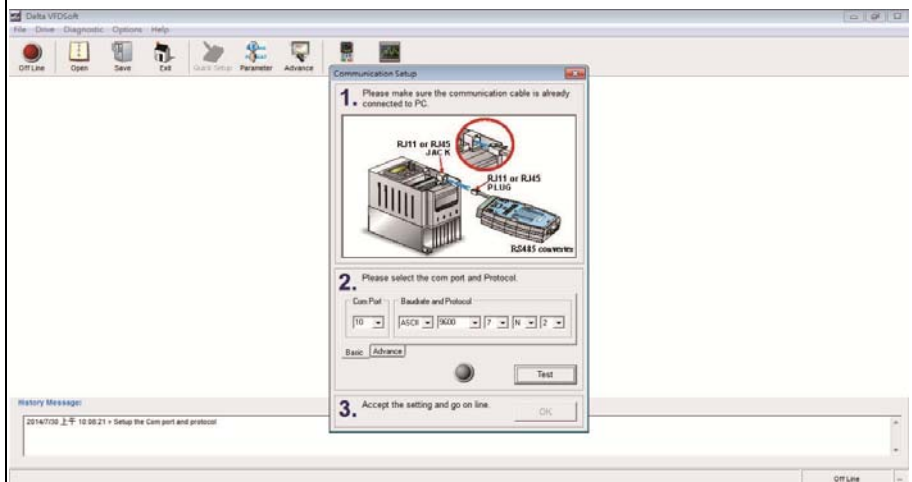 Delta VFDSoft
File Drive Diagnostic Options Help
Off Line Open Save Exit Quick Setup Parameter Advance
Communication Setup
1. Please make sure the communication cable is already connected to PC.
RJ11 or RJ45
JACK
RJ11 or RJ45
PLUG
RS485 converter
2. Please select the com port and Protocol.
Com Port Baudrate and Protocol
10 ASCII 9600 7 N 2
Basic Advance
Test
3. Accept the setting and go on line.
OK
History Message:
2014/7/30 上午 10:08:21 > Setup the Com port and protocol
Off Line